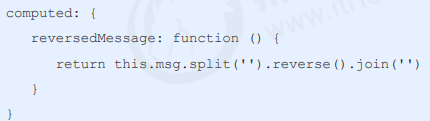 computed: {
reversedMessage: function () {
return this.msg.split('').reverse().join('')
}
}